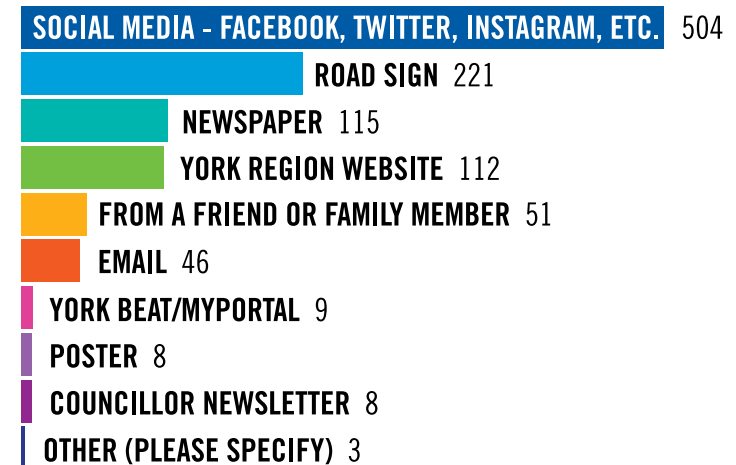 SOCIAL MEDIA - FACEBOOK, TWITTER, INSTAGRAM, ETC. 504
ROAD SIGN 221
NEWSPAPER 115
YORK REGION WEBSITE 112
FROM A FRIEND OR FAMILY MEMBER 51
EMAIL 46
YORK BEAT/MYPORTAL 9
POSTER 8
COUNCILLOR NEWSLETTER 8
OTHER (PLEASE SPECIFY) 3